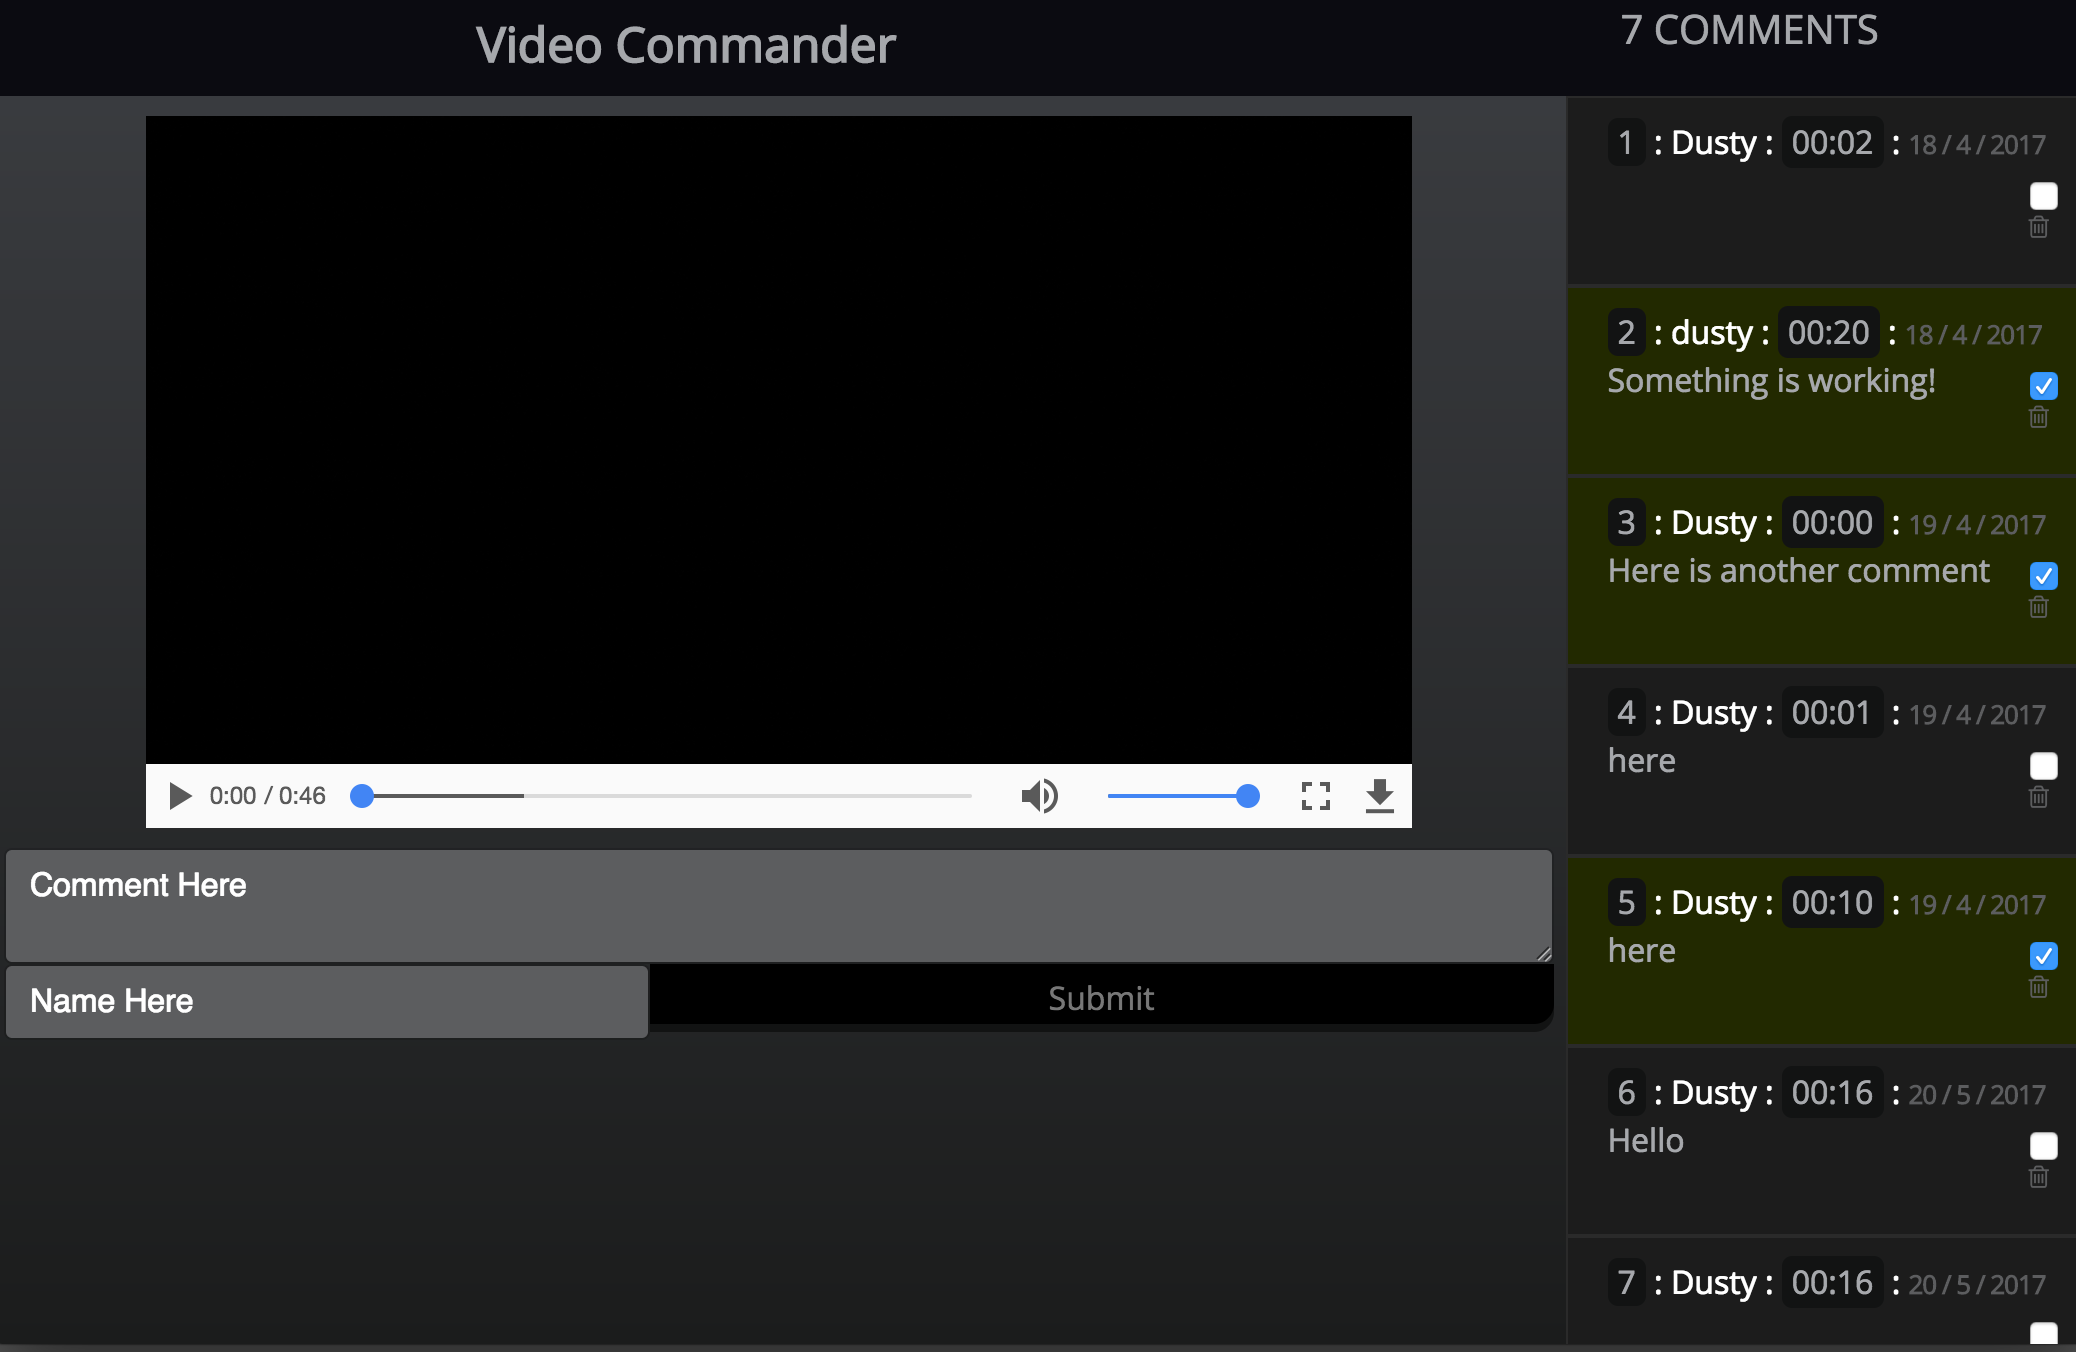 Video Commander
7 COMMENTS
0:00 / 0:46
Comment Here
Name Here
Submit
1 : Dusty : 00:02 : 18 / 4 / 2017
2 : dusty : 00:20 : 18 / 4 / 2017
Something is working!
3 : Dusty : 00:00 : 19 / 4 / 2017
Here is another comment
4 : Dusty : 00:01 : 19 / 4 / 2017
here
5 : Dusty : 00:10 : 19 / 4 / 2017
here
6 : Dusty : 00:16 : 20 / 5 / 2017
Hello
7 : Dusty : 00:16 : 20 / 5 / 2017